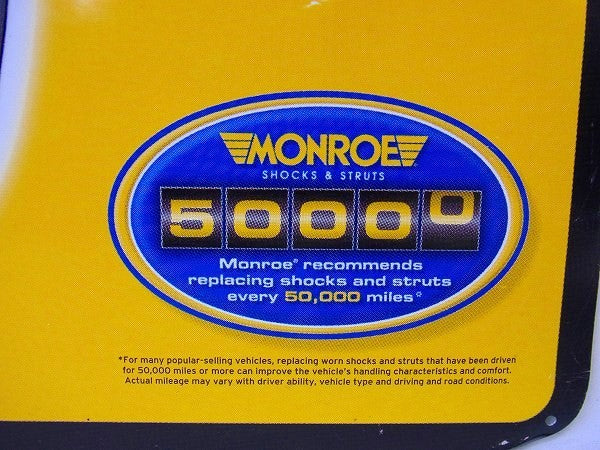 MONROE
SHOCKS & STRUTS
50000
Monroe® recommends
replacing shocks and struts
every 50,000 miles*
*For many popular-selling vehicles, replacing worn shocks and struts that have been driven
for 50,000 miles or more can improve the vehicle's handling characteristics and comfort.
Actual mileage may vary with driver ability, vehicle type and driving and road conditions.